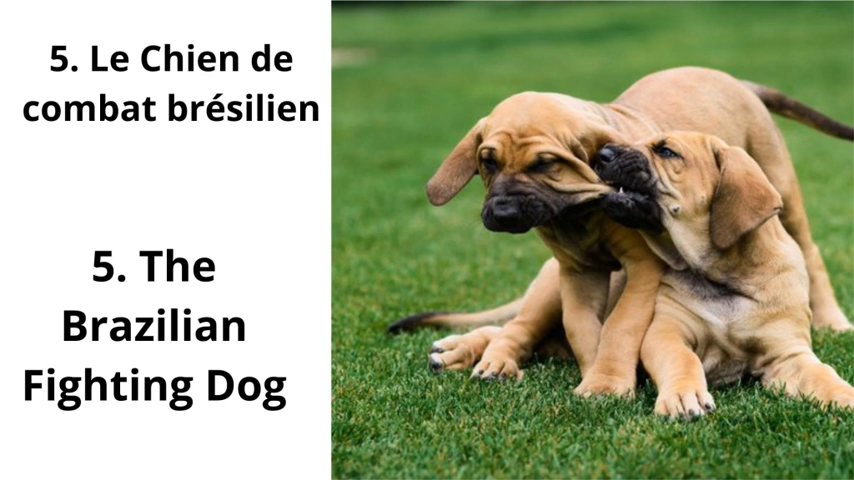 5. Le Chien de
combat brésilien
5. The
Brazilian
Fighting Dog